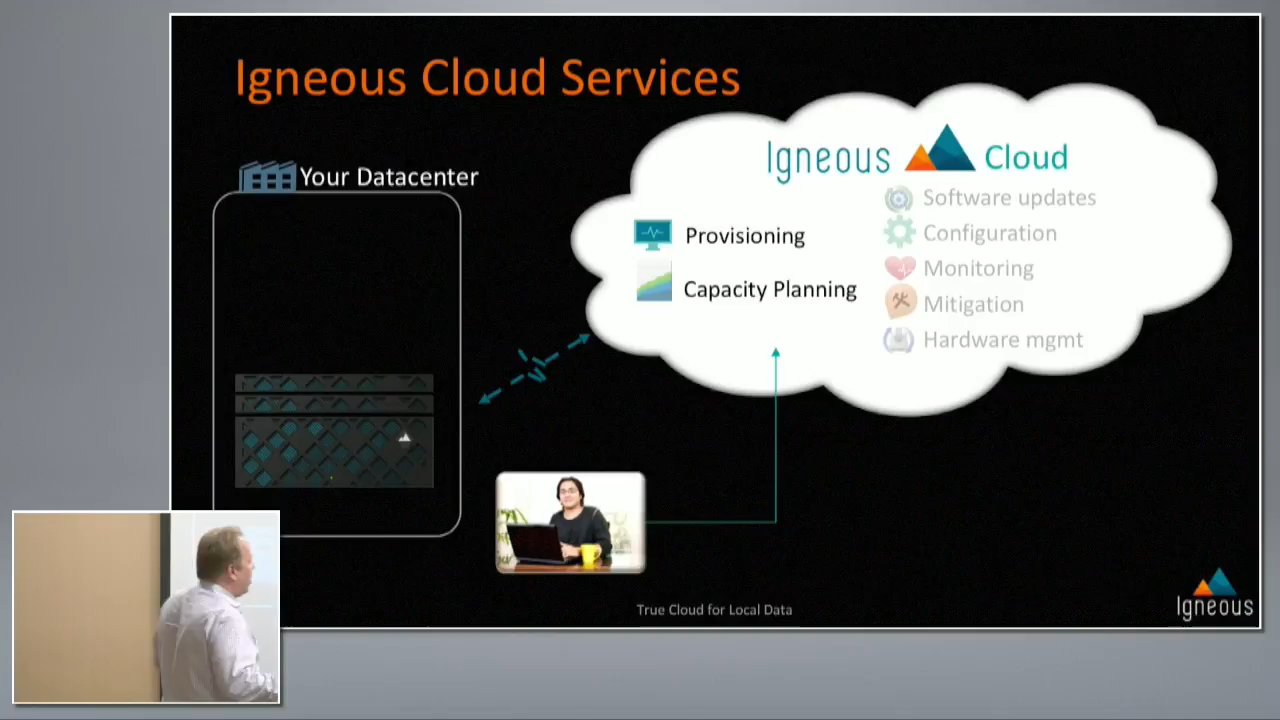 Igneous Cloud Services
Your Datacenter
Igneous Cloud
Provisioning
Capacity Planning
Software updates
Configuration
Monitoring
Mitigation
Hardware mgmt
True Cloud for Local Data
Igneous